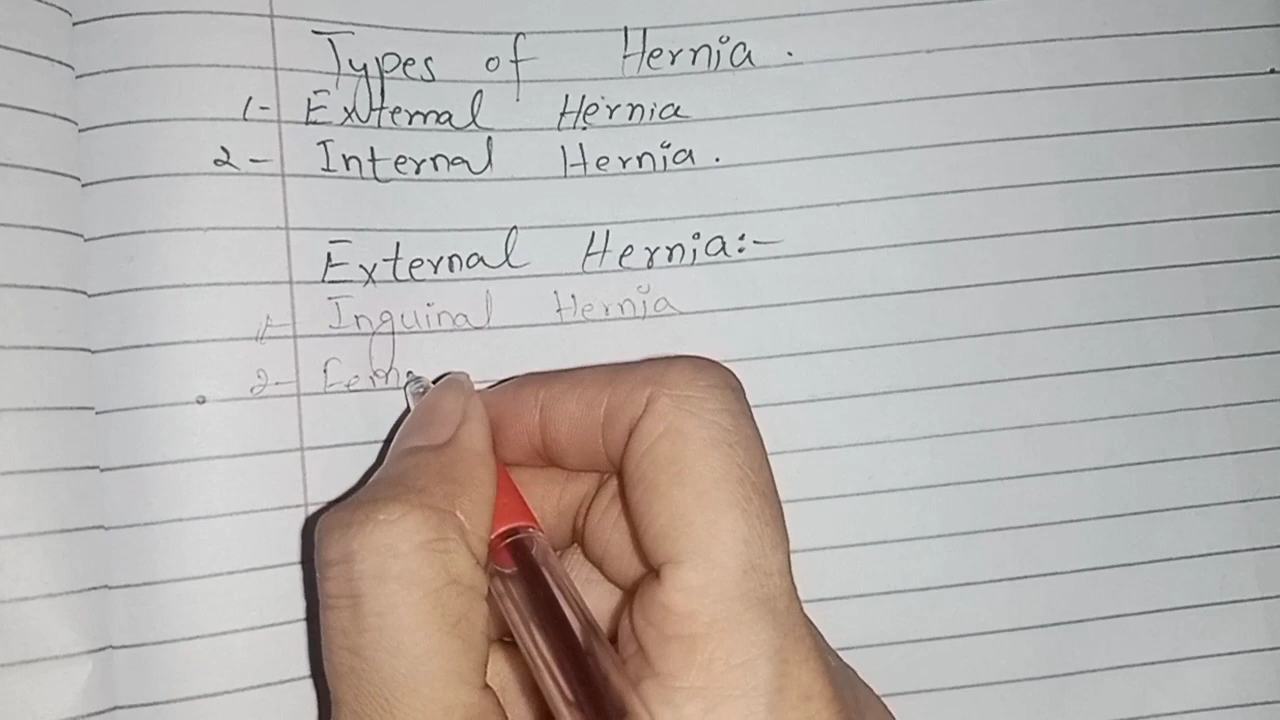 Types of Hernia.
1- External Hernia
2- Internal Hernia.
External Hernia:-
1- Inguinal Hernia
2-